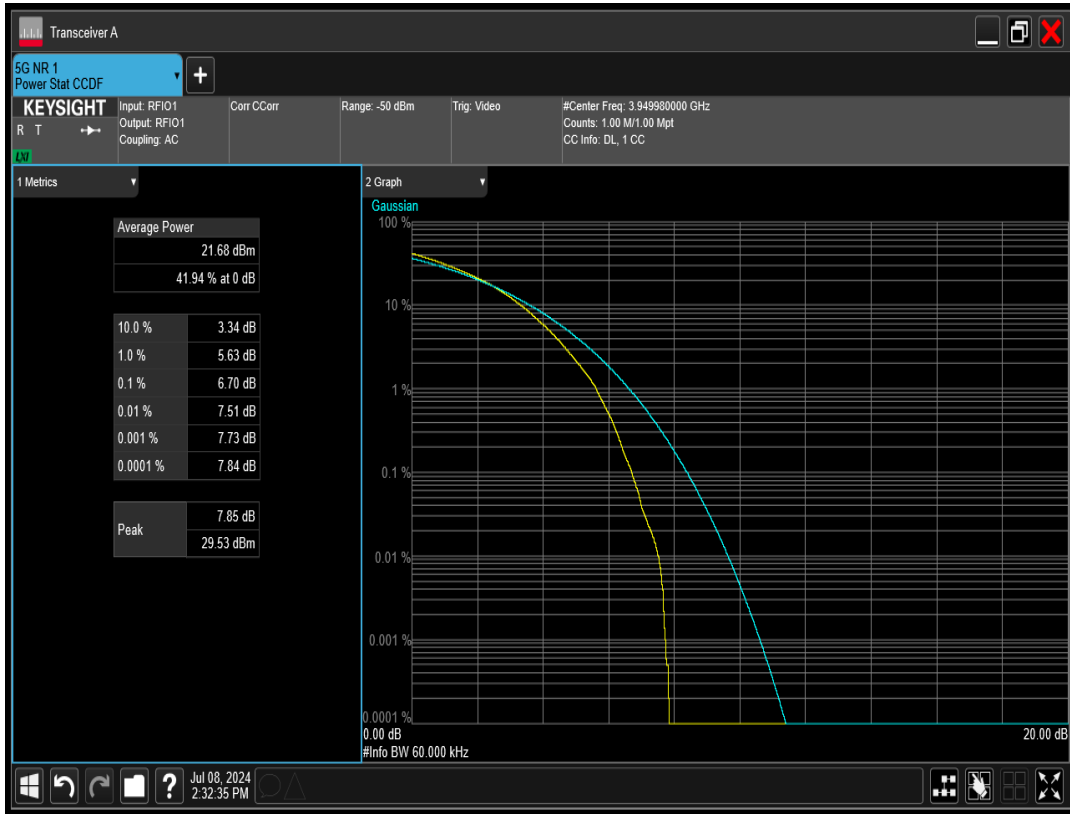 Transceiver A
5G NR 1
Power Stat CCDF
+
KEYSIGHT
R T
LXI
Input: RFIO1
Output: RFIO1
Coupling: AC
Corr CCorr
Range: -50 dBm
Trig: Video
#Center Freq: 3.949980000 GHz
Counts: 1.00 M/1.00 Mpt
CC Info: DL, 1 CC
1 Metrics
Average Power
21.68 dBm
41.94 % at 0 dB
10.0 % 3.34 dB
1.0 % 5.63 dB
0.1 % 6.70 dB
0.01 % 7.51 dB
0.001 % 7.73 dB
0.0001 % 7.84 dB
Peak
7.85 dB
29.53 dBm
2 Graph
Gaussian
100 %
10 %
1 %
0.1 %
0.01 %
0.001 %
0.0001 %
0.00 dB 20.00 dB
#Info BW 60.000 kHz
?
Jul 08, 2024
2:32:35 PM